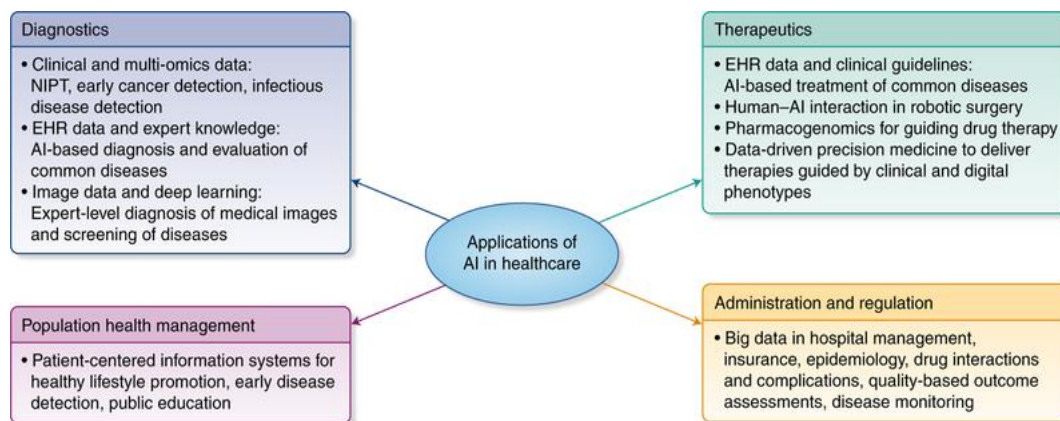 Diagnostics
• Clinical and multi-omics data:
NIPT, early cancer detection, infectious
disease detection
• EHR data and expert knowledge:
AI-based diagnosis and evaluation of
common diseases
• Image data and deep learning:
Expert-level diagnosis of medical images
and screening of diseases
Therapeutics
• EHR data and clinical guidelines:
AI-based treatment of common diseases
• Human–AI interaction in robotic surgery
• Pharmacogenomics for guiding drug therapy
• Data-driven precision medicine to deliver
therapies guided by clinical and digital
phenotypes
Applications of
AI in healthcare
Population health management
• Patient-centered information systems for
healthy lifestyle promotion, early disease
detection, public education
Administration and regulation
• Big data in hospital management,
insurance, epidemiology, drug interactions
and complications, quality-based outcome
assessments, disease monitoring